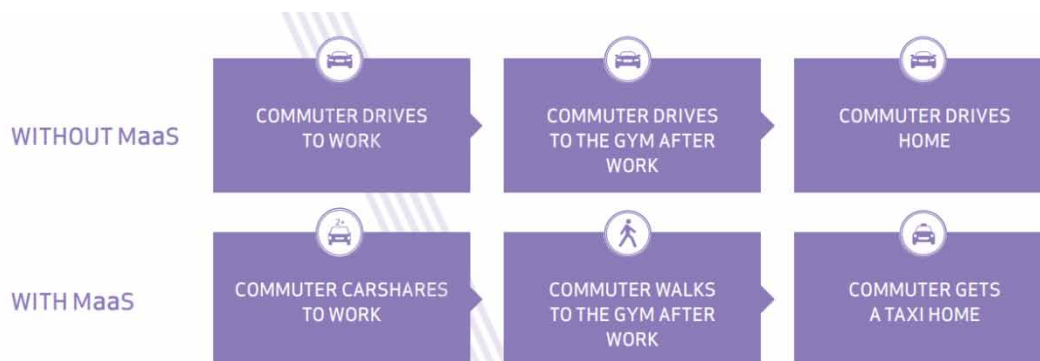 WITHOUT MaaS
COMMUTER DRIVES
TO WORK
COMMUTER DRIVES
TO THE GYM AFTER
WORK
COMMUTER DRIVES
HOME
WITH MaaS
2+
COMMUTER CARSHARES
TO WORK
COMMUTER WALKS
TO THE GYM AFTER
WORK
COMMUTER GETS
A TAXI HOME